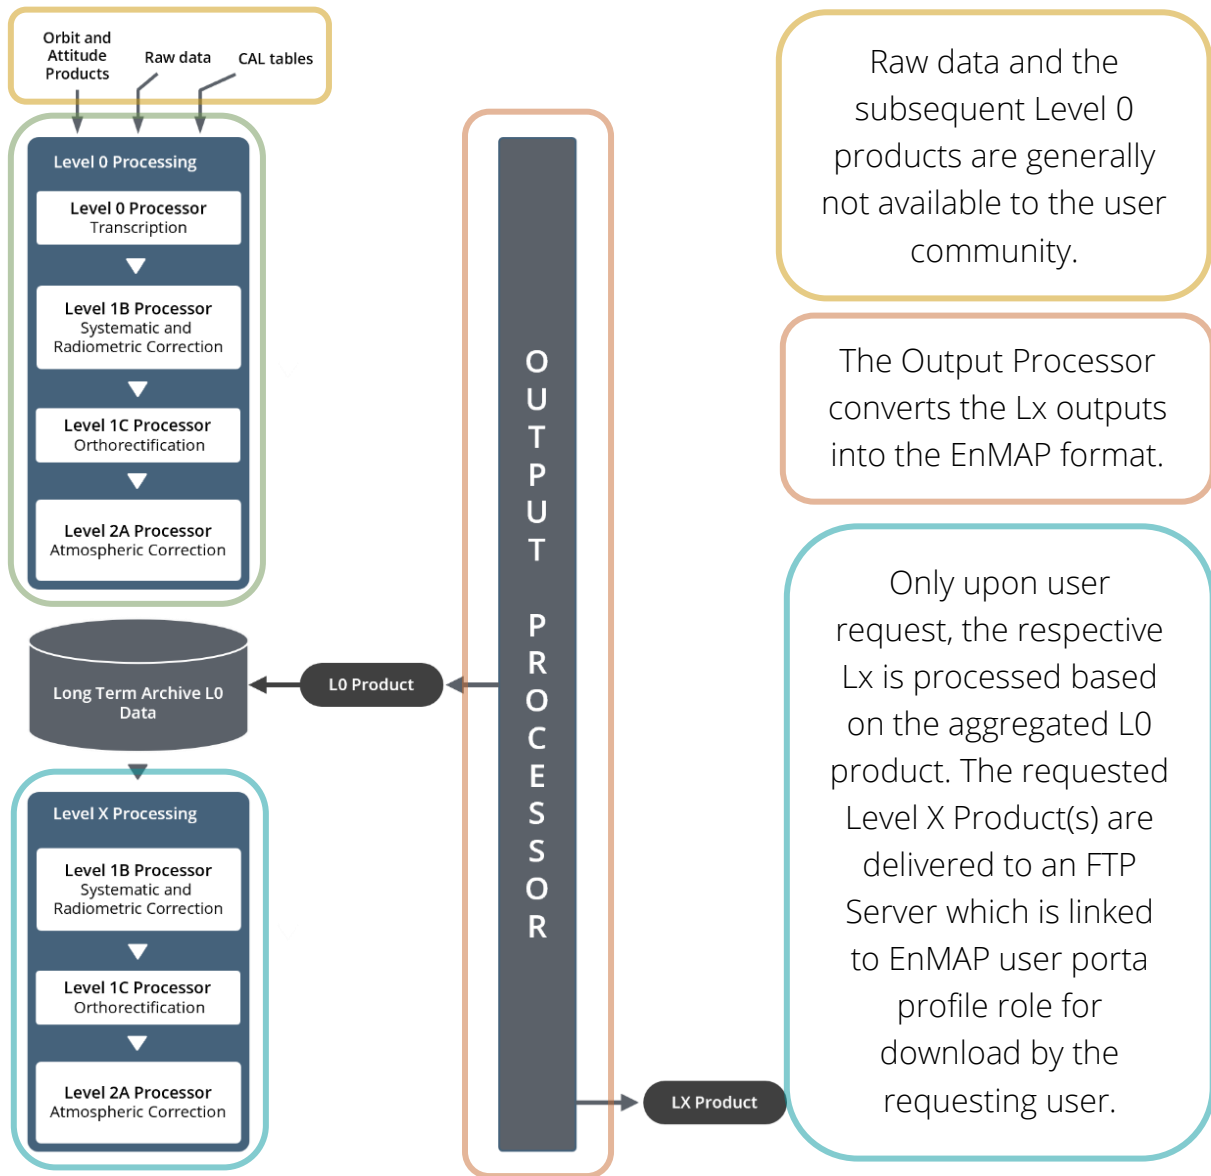 Orbit and
Attitude
Products
Raw data
CAL tables
Level 0 Processing
Level 0 Processor
Transcription
Level 1B Processor
Systematic and
Radiometric Correction
Level 1C Processor
Orthorectification
Level 2A Processor
Atmospheric Correction
Long Term Archive L0
Data
L0 Product
Level X Processing
Level 1B Processor
Systematic and
Radiometric Correction
Level 1C Processor
Orthorectification
Level 2A Processor
Atmospheric Correction
OUTPUT PROCESSOR
LX Product
Raw data and the
subsequent Level 0
products are generally
not available to the user
community.
The Output Processor
converts the Lx outputs
into the EnMAP format.
Only upon user
request, the respective
Lx is processed based
on the aggregated L0
product. The requested
Level X Product(s) are
delivered to an FTP
Server which is linked
to EnMAP user porta
profile role for
download by the
requesting user.